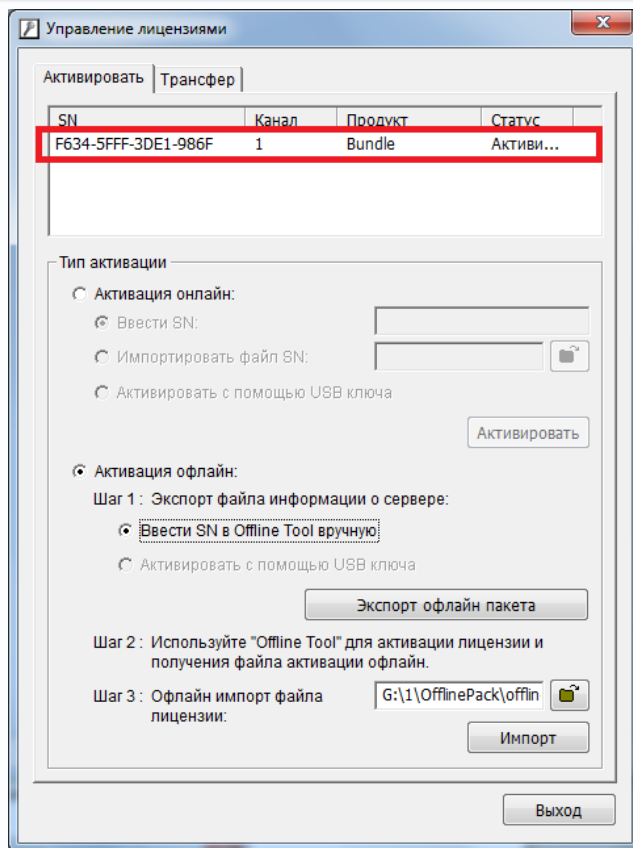 Управление лицензиями
Активировать Трансфер
SN Канал Продукт Статус
F634-5FFF-3DE1-986F 1 Bundle Активи...
Тип активации
Активация онлайн:
Ввести SN:
Импортировать файл SN:
Активировать с помощью USB ключа
Активировать
Активация офлайн:
Шаг 1 : Экспорт файла информации о сервере:
Ввести SN в Offline Tool вручную
Активировать с помощью USB ключа
Экспорт офлайн пакета
Шаг 2 : Используйте "Offline Tool" для активации лицензии и
получения файла активации офлайн.
Шаг 3 : Офлайн импорт файла G:\1\OfflinePack\offlin
лицензии:
Импорт
Выход